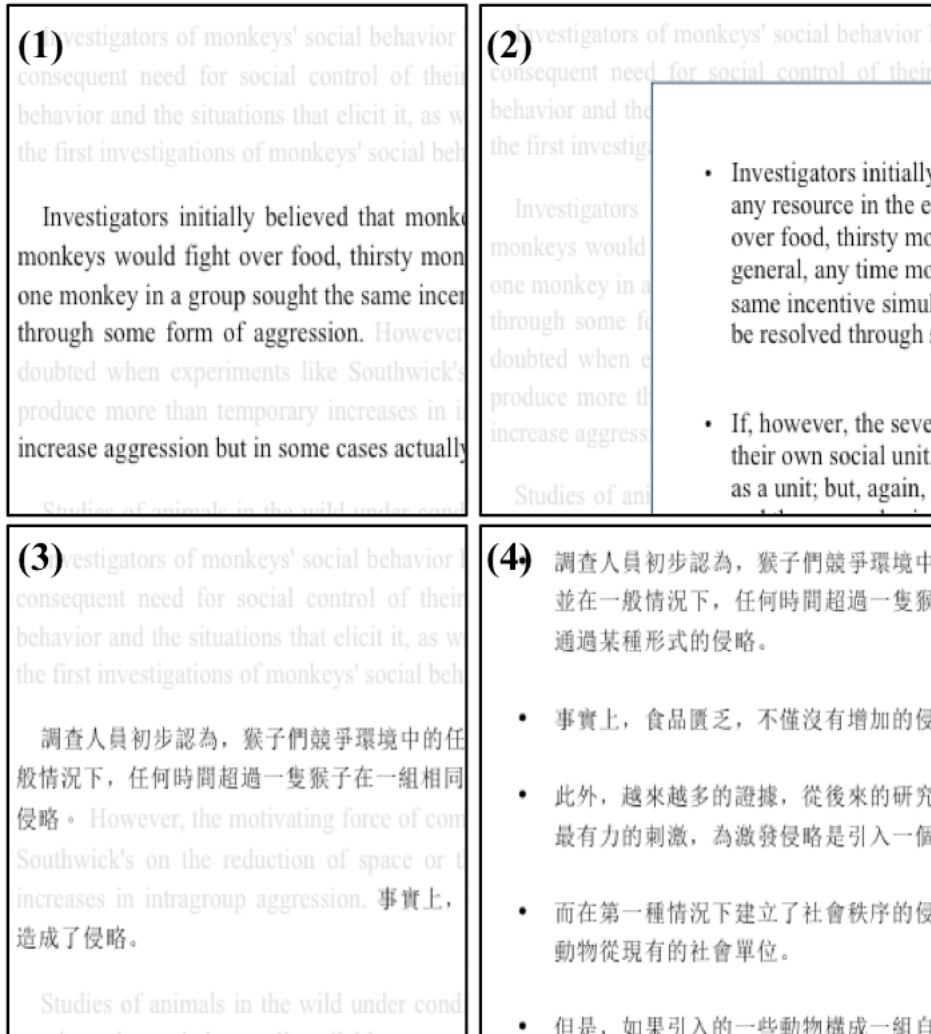 (1)
Investigators of monkeys' social behavior
consequent need for social control of their
behavior and the situations that elicit it, as
the first investigations of monkeys' social
Investigators initially believed that
monkeys would fight over food, thirsty
one monkey in a group sought the same
through some form of aggression. However
doubted when experiments like Southwick's
produce more than temporary increases in
increase aggression but in some cases actually
Studies of animals in the wild under
(2)
Investigators of monkeys' social behavior
consequent need for social control of their
behavior and the
the first
Investigators
monkeys would
one monkey in a
through some
doubted when
produce more
increase
Studies of
• Investigators initially
any resource in the
over food, thirsty
general, any time
same incentive
be resolved through
• If, however, the
their own social unit,
as a unit; but, again,
(3)
Investigators of monkeys' social behavior
consequent need for social control of their
behavior and the situations that elicit it, as
the first investigations of monkeys' social
調查人員初步認為，猴子們競爭環境中的任
般情況下，任何時間超過一隻猴子在一組相同
侵略。However, the motivating force of
Southwick's on the reduction of space or
increases in intragroup aggression. 事實上，
造成了侵略。
Studies of animals in the wild under
(4)
• 調查人員初步認為，猴子們競爭環境中
並在一般情況下，任何時間超過一隻猴
通過某種形式的侵略。
• 事實上，食品匱乏，不僅沒有增加的侵
• 此外，越來越多的證據，從後來的研究
最有力的刺激，為激發侵略是引入一個
• 而在第一種情況下建立了社會秩序的侵
動物從現有的社會單位。
• 但是，如果引入的一些動物構成一組自